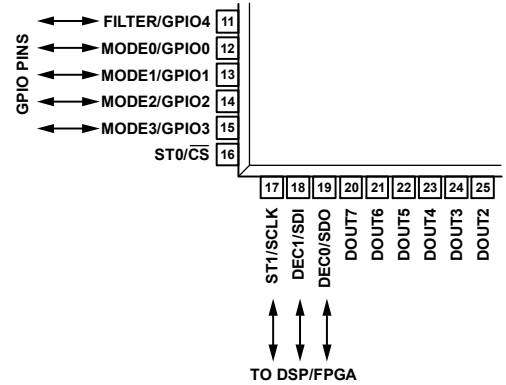 GPIO PINS
FILTER/GPIO4 11
MODE0/GPIO0 12
MODE1/GPIO1 13
MODE2/GPIO2 14
MODE3/GPIO3 15
ST0/C̅S̅ 16
17 18 19 20 21 22 23 24 25
ST1/SCLK
DEC1/SDI
DEC0/SDO
DOUT7
DOUT6
DOUT5
DOUT4
DOUT3
DOUT2
TO DSP/FPGA